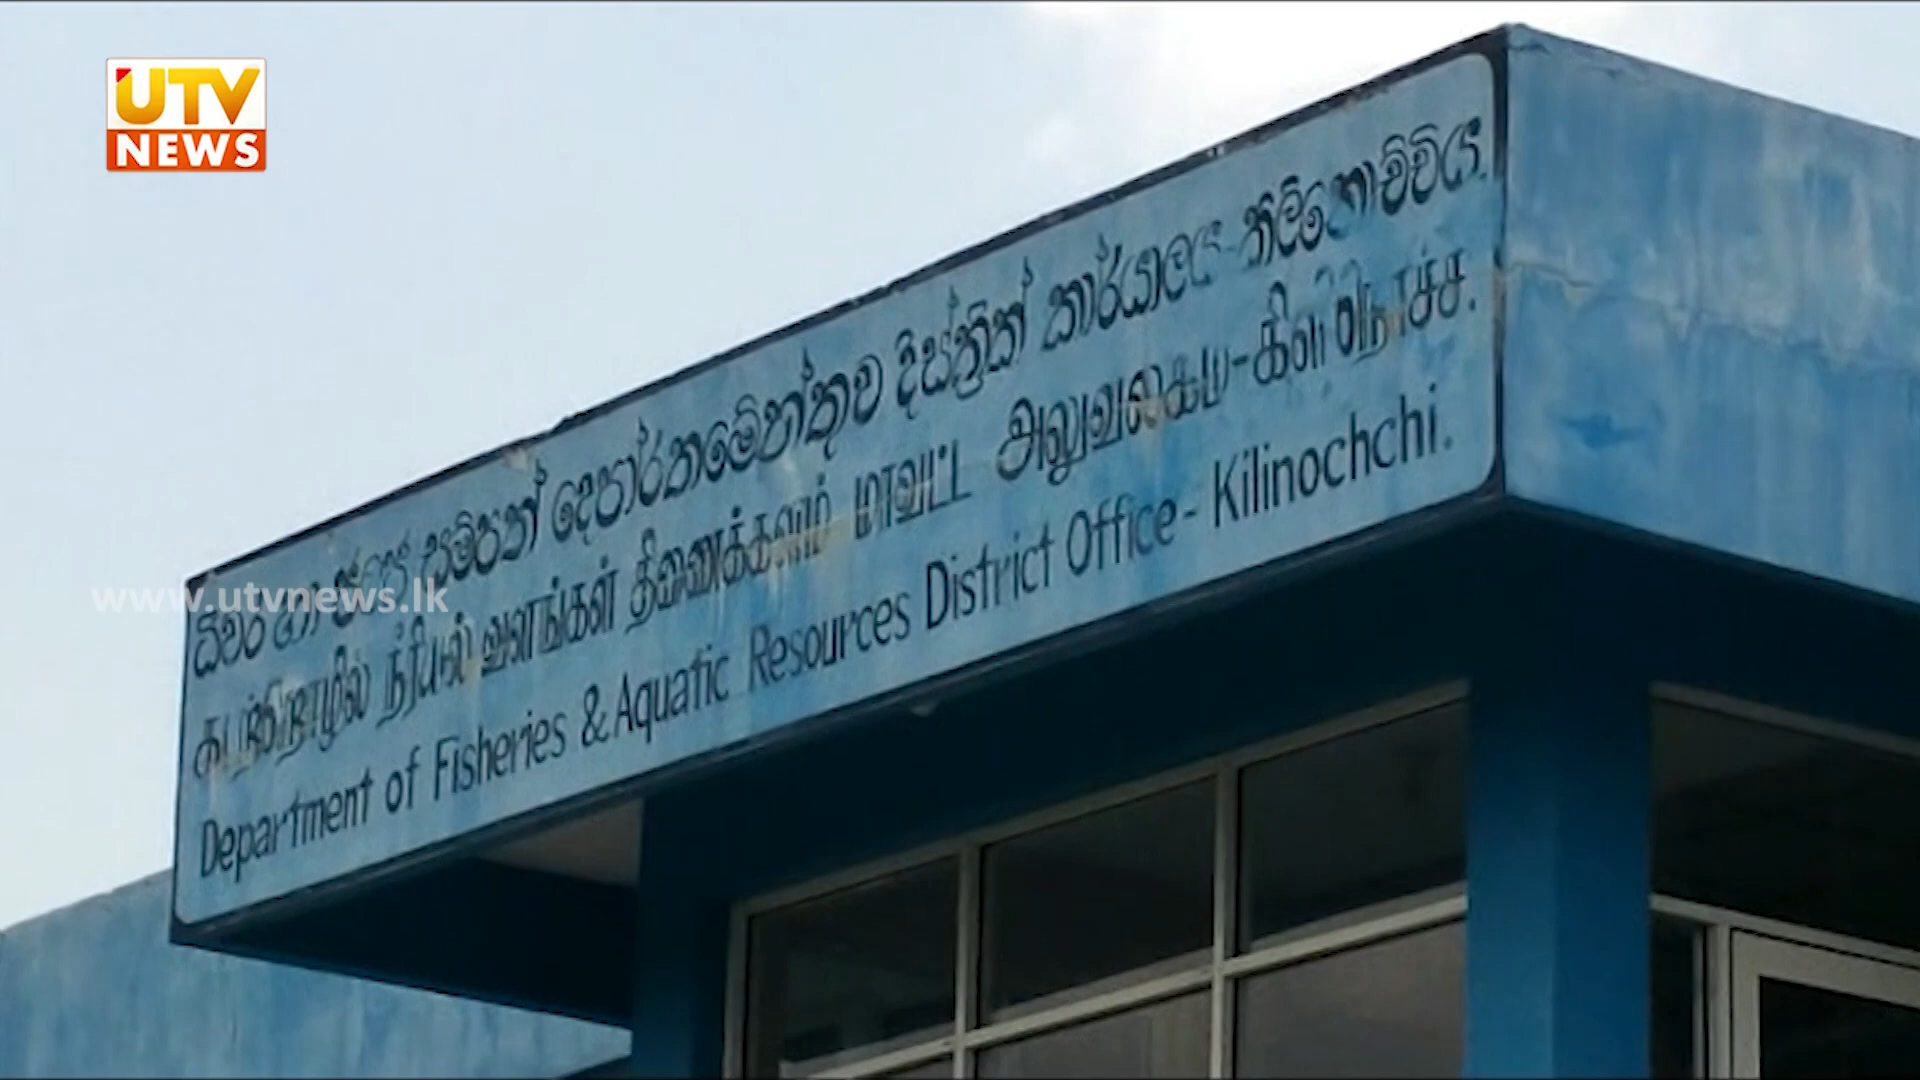 UTV
NEWS
ධීවර හා ජලජ සම්පත් දෙපාර්තමේන්තුව දිස්ත්‍රික් කාර්යාලය කිලිනොච්චිය.
கடற்றொழில் நீரியல் வளங்கள் திணைக்களம் மாவட்ட அலுவலகம் - கிளிநொச்சி.
Department of Fisheries & Aquatic Resources District Office - Kilinochchi.
www.utvnews.lk